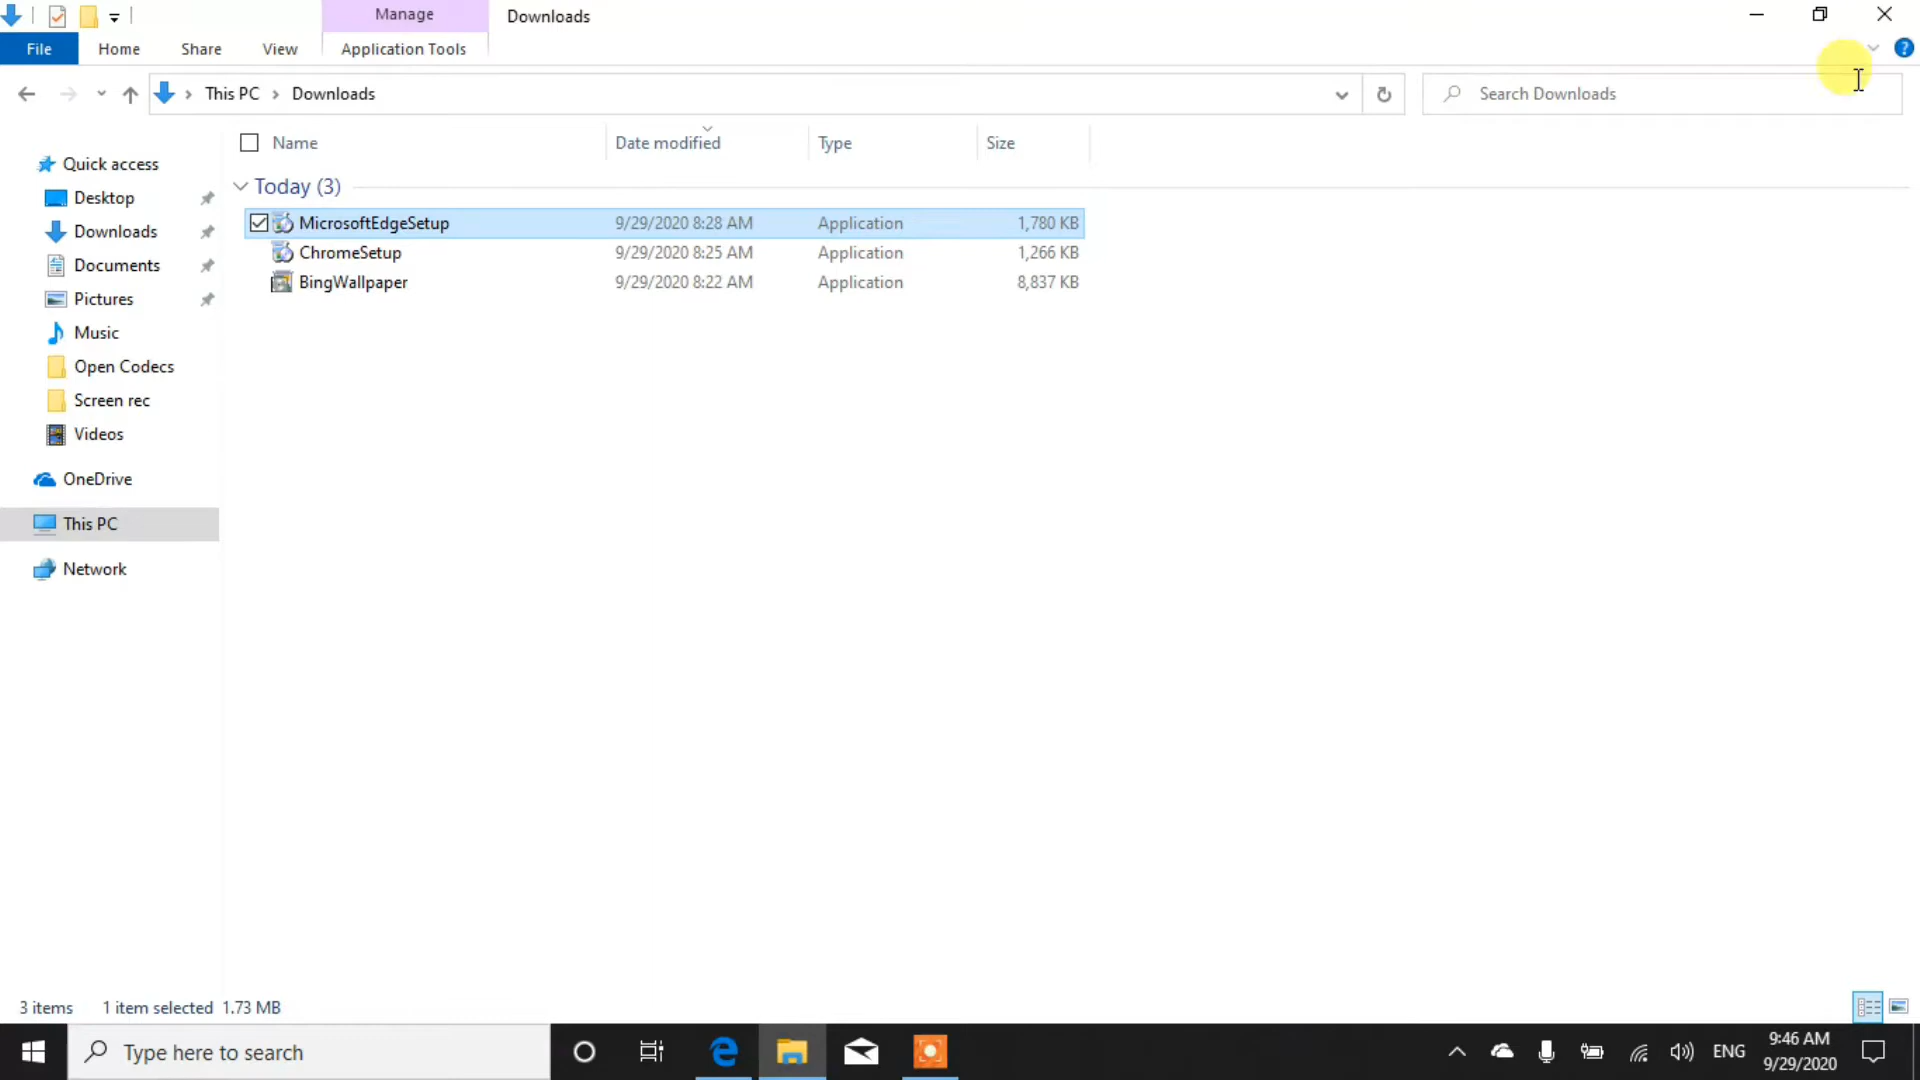 Manage
Downloads
File
Home
Share
View
Application Tools
This PC
Downloads
Search Downloads
Name
Date modified
Type
Size
Today (3)
MicrosoftEdgeSetup 9/29/2020 8:28 AM Application 1,780 KB
ChromeSetup 9/29/2020 8:25 AM Application 1,266 KB
BingWallpaper 9/29/2020 8:22 AM Application 8,837 KB
Quick access
Desktop
Downloads
Documents
Pictures
Music
Open Codecs
Screen rec
Videos
OneDrive
This PC
Network
3 items 1 item selected 1.73 MB
Type here to search
ENG
9:46 AM
9/29/2020